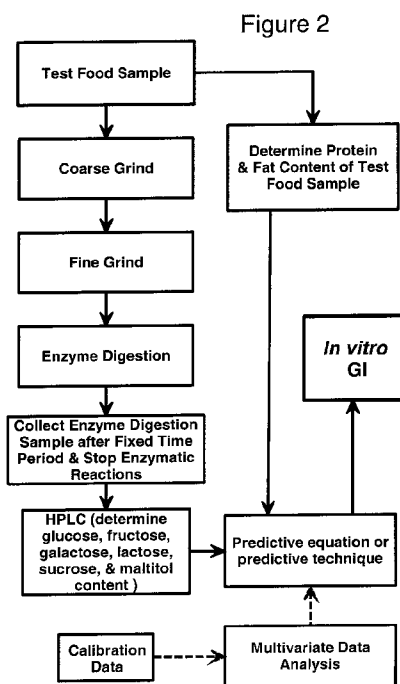 Figure 2
Test Food Sample
Coarse Grind
Fine Grind
Enzyme Digestion
Collect Enzyme Digestion
Sample after Fixed Time
Period & Stop Enzymatic
Reactions
HPLC (determine
glucose, fructose,
galactose, lactose,
sucrose, & maltitol
content )
Determine Protein
& Fat Content of Test
Food Sample
In vitro
GI
Predictive equation or
predictive technique
Calibration
Data
Multivariate Data
Analysis